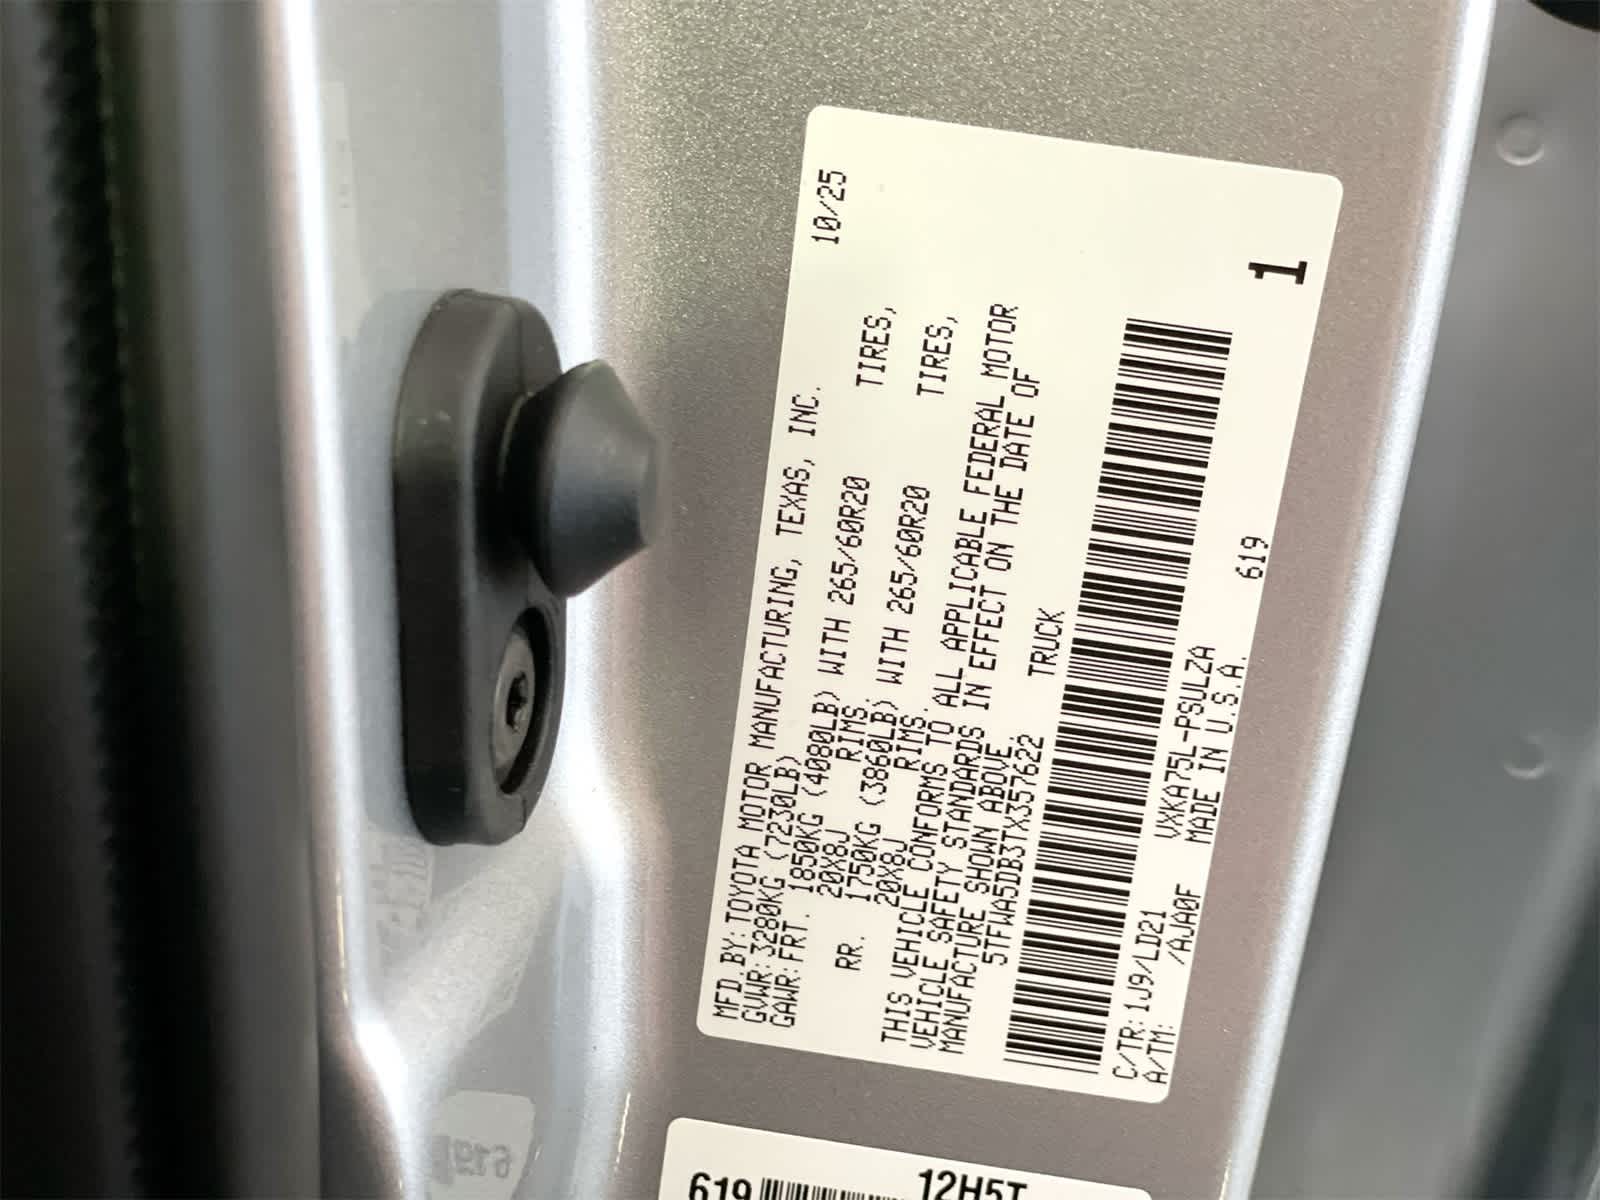 10/25
MFD.BY:TOYOTA MOTOR MANUFACTURING, TEXAS, INC.
GVWR:3280KG (7230LB)
GAWR:FRT. 1850KG (4080LB) WITH 265/60R20 TIRES,
20X8J RIMS.
RR. 1750KG (3860LB) WITH 265/60R20 TIRES,
20X8J RIMS.
THIS VEHICLE CONFORMS TO ALL APPLICABLE FEDERAL MOTOR
VEHICLE SAFETY STANDARDS IN EFFECT ON THE DATE OF
MANUFACTURE SHOWN ABOVE.
5TFWA5DB3TX357622 TRUCK
C/TR:1J9/LD21 VXKA75L-PSULZA
A/TM: /AJA0F MADE IN U.S.A. 619
1
619 12H5T
619